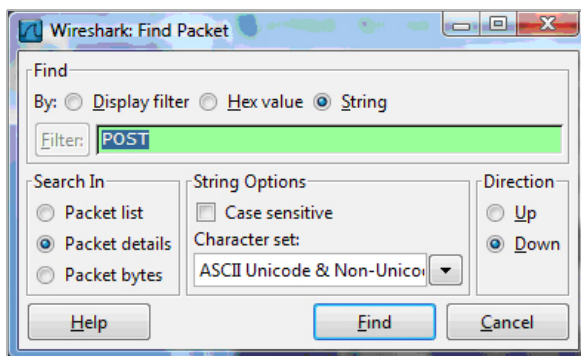 Wireshark: Find Packet
Find
By: Display filter Hex value String
Filter: POST
Search In
Packet list
Packet details
Packet bytes
String Options
Case sensitive
Character set:
ASCII Unicode & Non-Unico
Direction
Up
Down
Help Find Cancel